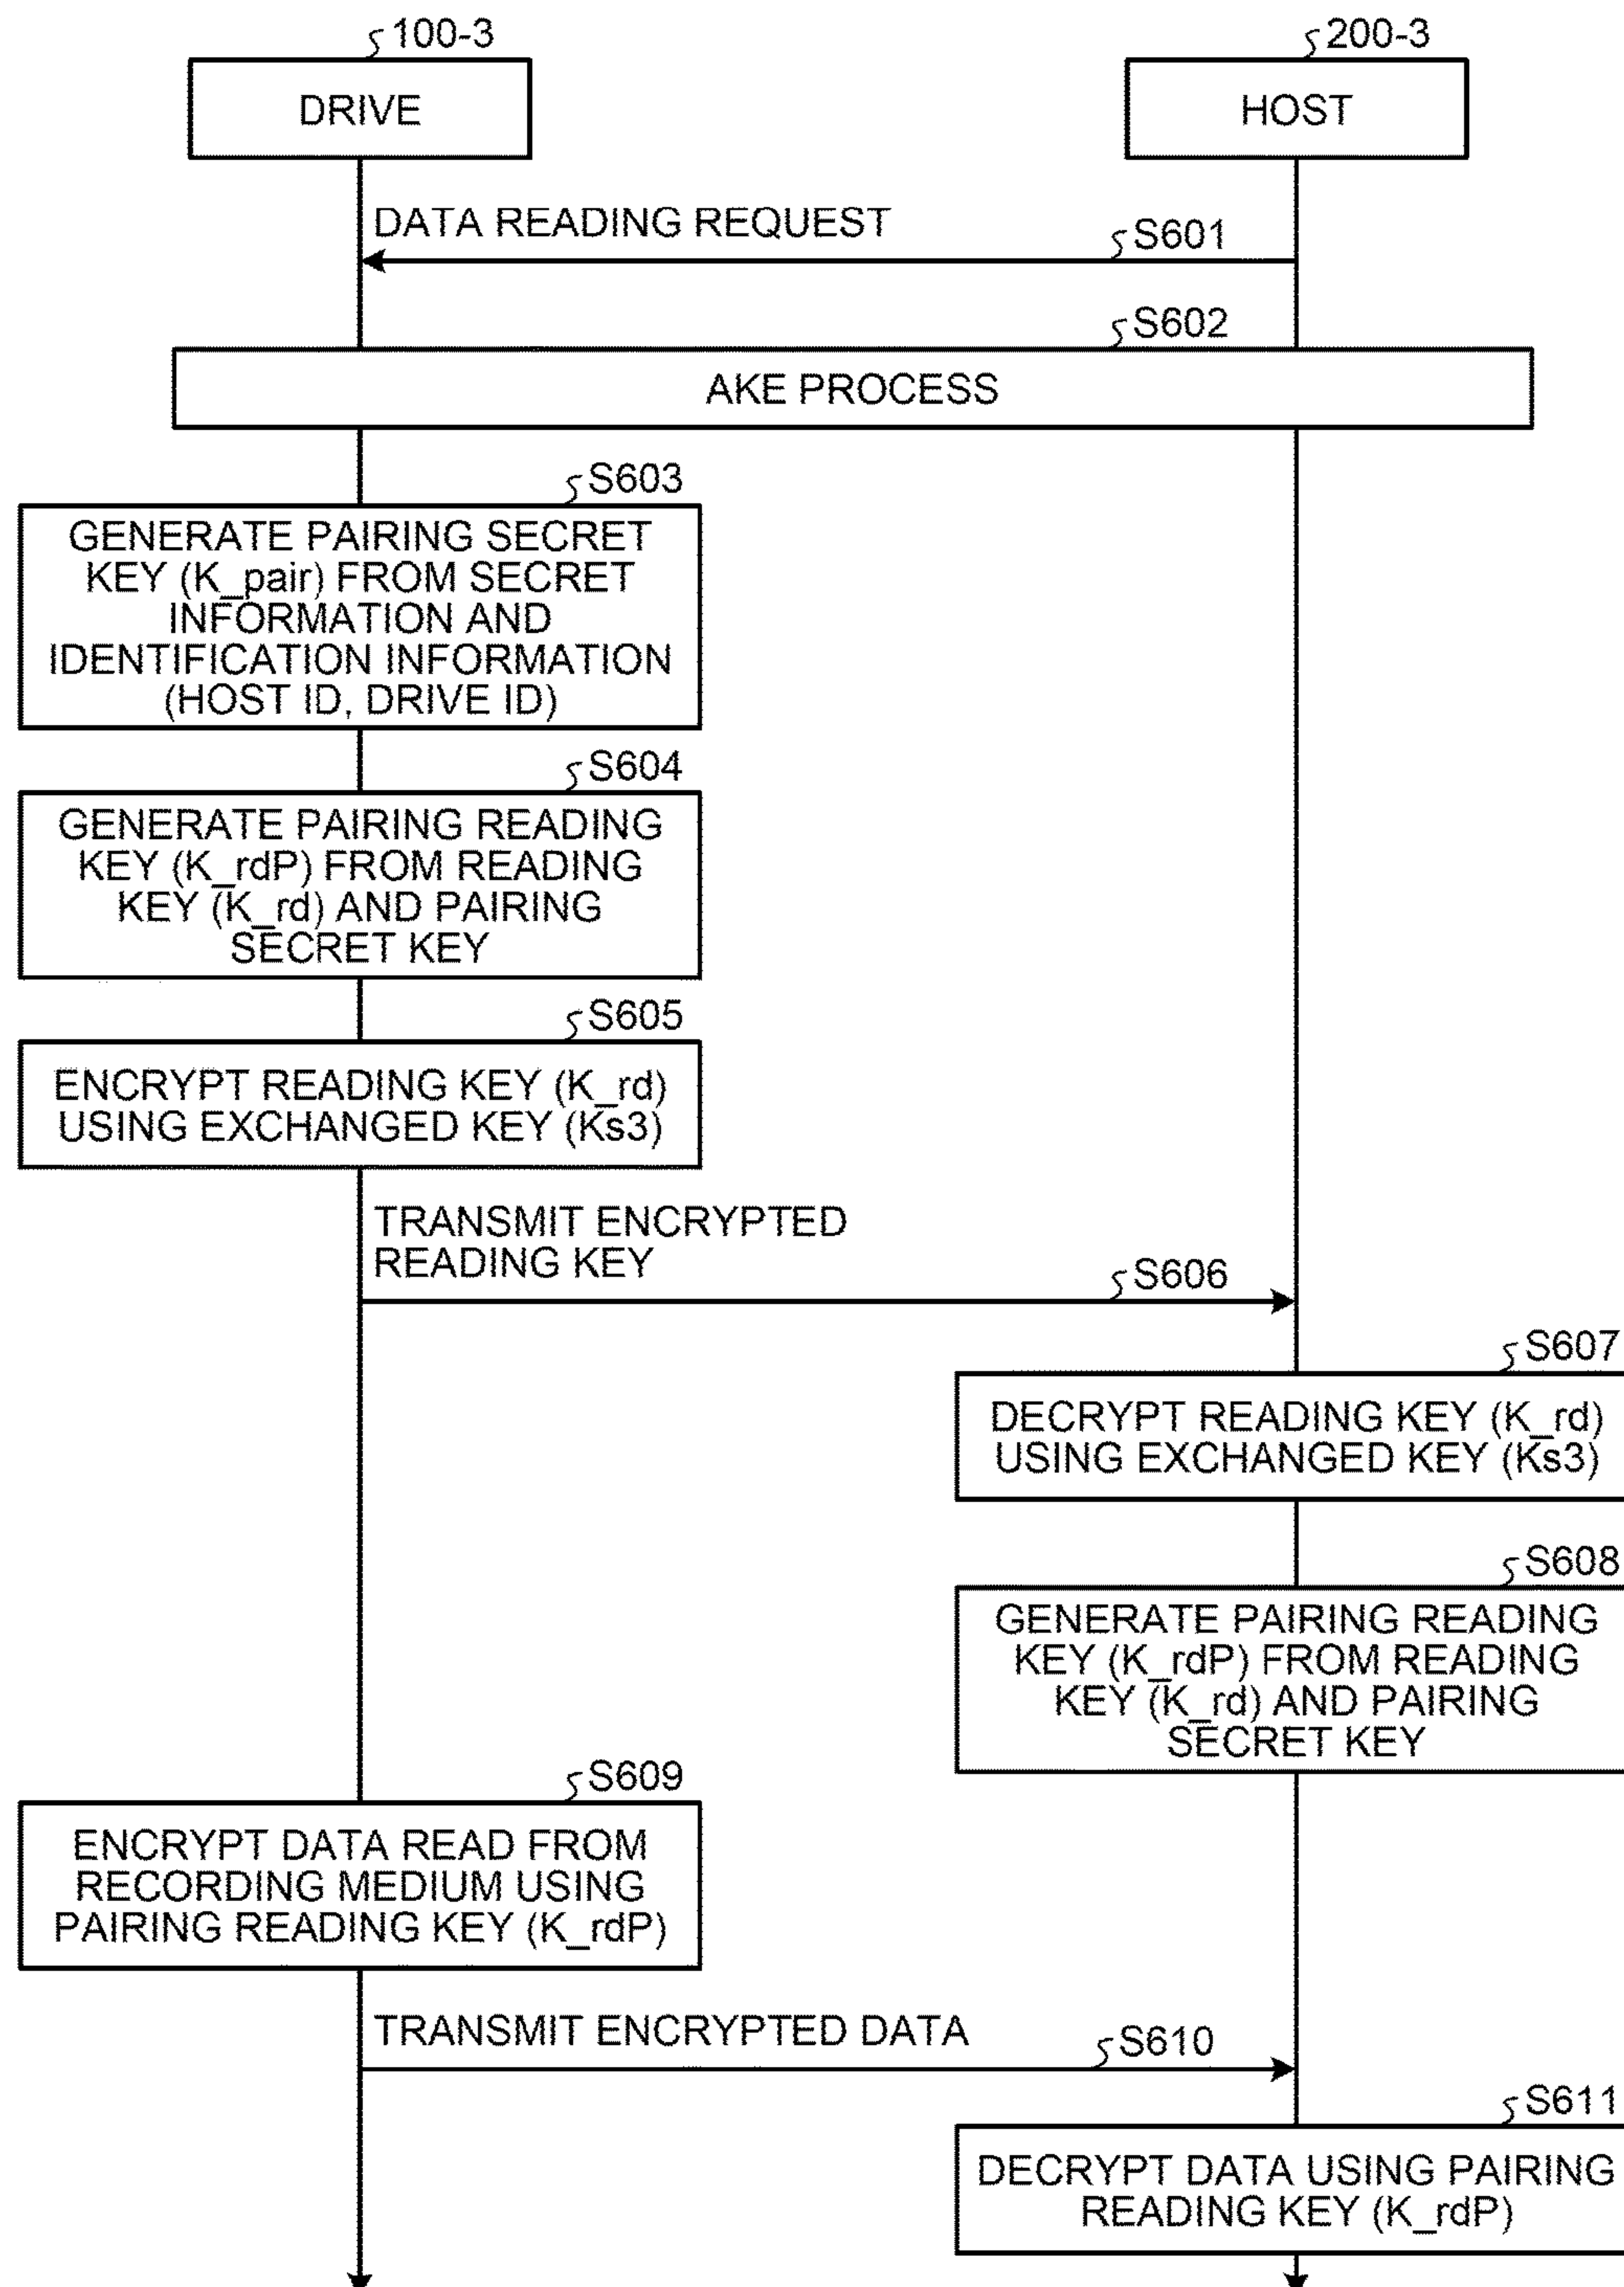 100-3
200-3
DRIVE
HOST
DATA READING REQUEST
S601
S602
AKE PROCESS
S603
GENERATE PAIRING SECRET
KEY (K_pair) FROM SECRET
INFORMATION AND
IDENTIFICATION INFORMATION
(HOST ID, DRIVE ID)
S604
GENERATE PAIRING READING
KEY (K_rdP) FROM READING
KEY (K_rd) AND PAIRING
SECRET KEY
S605
ENCRYPT READING KEY (K_rd)
USING EXCHANGED KEY (Ks3)
TRANSMIT ENCRYPTED
READING KEY
S606
S607
DECRYPT READING KEY (K_rd)
USING EXCHANGED KEY (Ks3)
S608
GENERATE PAIRING READING
KEY (K_rdP) FROM READING
KEY (K_rd) AND PAIRING
SECRET KEY
S609
ENCRYPT DATA READ FROM
RECORDING MEDIUM USING
PAIRING READING KEY (K_rdP)
TRANSMIT ENCRYPTED DATA
S610
S611
DECRYPT DATA USING PAIRING
READING KEY (K_rdP)